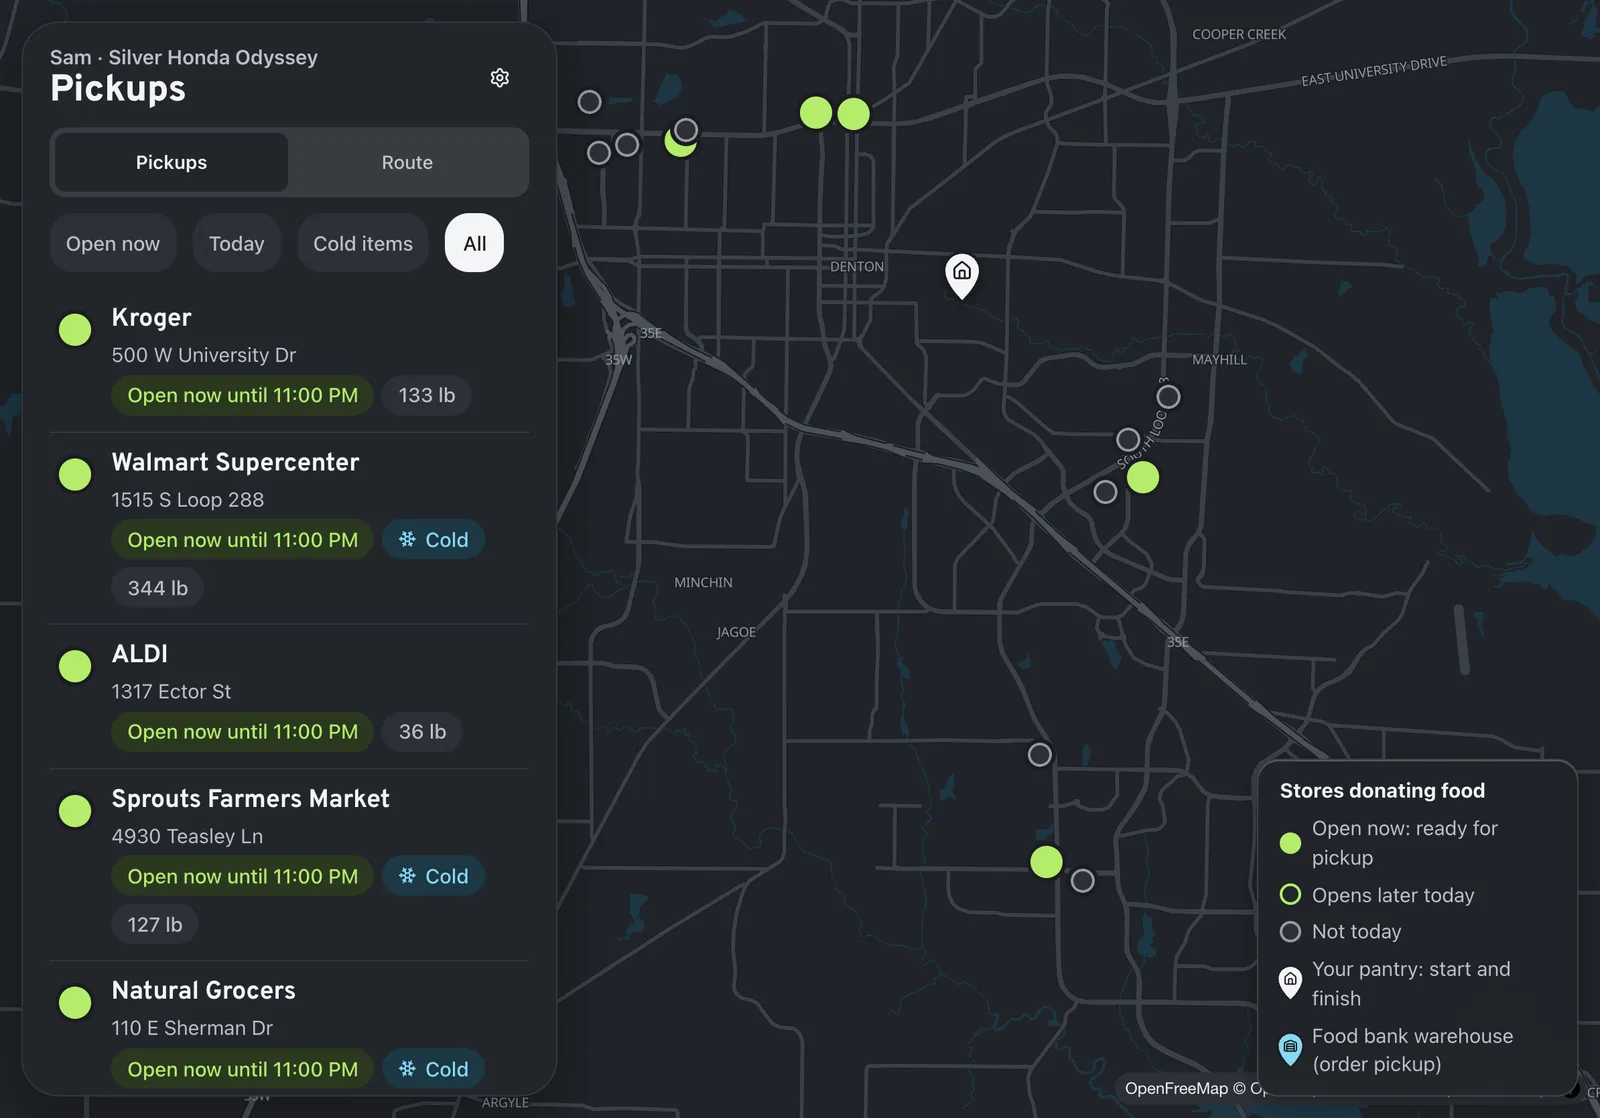 Sam · Silver Honda Odyssey
Pickups
Pickups
Route
Open now
Today
Cold items
All
Kroger
500 W University Dr
Open now until 11:00 PM
133 lb
Walmart Supercenter
1515 S Loop 288
Open now until 11:00 PM
Cold
344 lb
ALDI
1317 Ector St
Open now until 11:00 PM
36 lb
Sprouts Farmers Market
4930 Teasley Ln
Open now until 11:00 PM
Cold
127 lb
Natural Grocers
110 E Sherman Dr
Open now until 11:00 PM
Cold
COOPER CREEK
EAST UNIVERSITY DRIVE
DENTON
35E
35W
MAYHILL
MINCHIN
JAGOE
35E
35W
ARGYLE
Stores donating food
Open now: ready for
pickup
Opens later today
Not today
Your pantry: start and
finish
Food bank warehouse
(order pickup)
OpenFreeMap ©